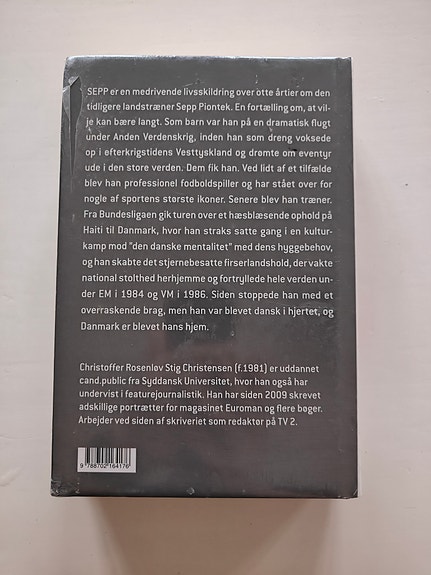 SEPP er en medrivende livsskildring over otte årtier om den
tidligere landstræner Sepp Piontek. En fortælling om, at vil-
je kan bære langt. Som barn var han på en dramatisk flugt
under Anden Verdenskrig, inden han som dreng voksede
op i efterkrigstidens Vesttyskland og drømte om eventyr
ude i den store verden. Dem fik han. Ved lidt af et tilfælde
blev han professionel fodboldspiller og har stået over for
nogle af sportens største ikoner. Senere blev han træner.
Fra Bundesligaen gik turen over et hæsblæsende ophold på
Haiti til Danmark, hvor han straks satte gang i en kultur-
kamp mod "den danske mentalitet" med dens hyggebehov,
og han skabte det stjernebesatte firserlandshold, der vakte
national stolthed herhjemme og fortryllede hele verden under
EM i 1984 og VM i 1986. Siden stoppede han med et
overraskende brag, men han var blevet dansk i hjertet, og
Danmark er blevet hans hjem.
Christoffer Rosenløv Stig Christensen (f.1981) er uddannet
cand.public fra Syddansk Universitet, hvor han også har
undervist i featurejournalistik. Han har siden 2009 skrevet
adskillige portrætter for magasinet Euroman og flere bøger.
Arbejder ved siden af skriveriet som redaktør på TV 2.
9 788702 164176